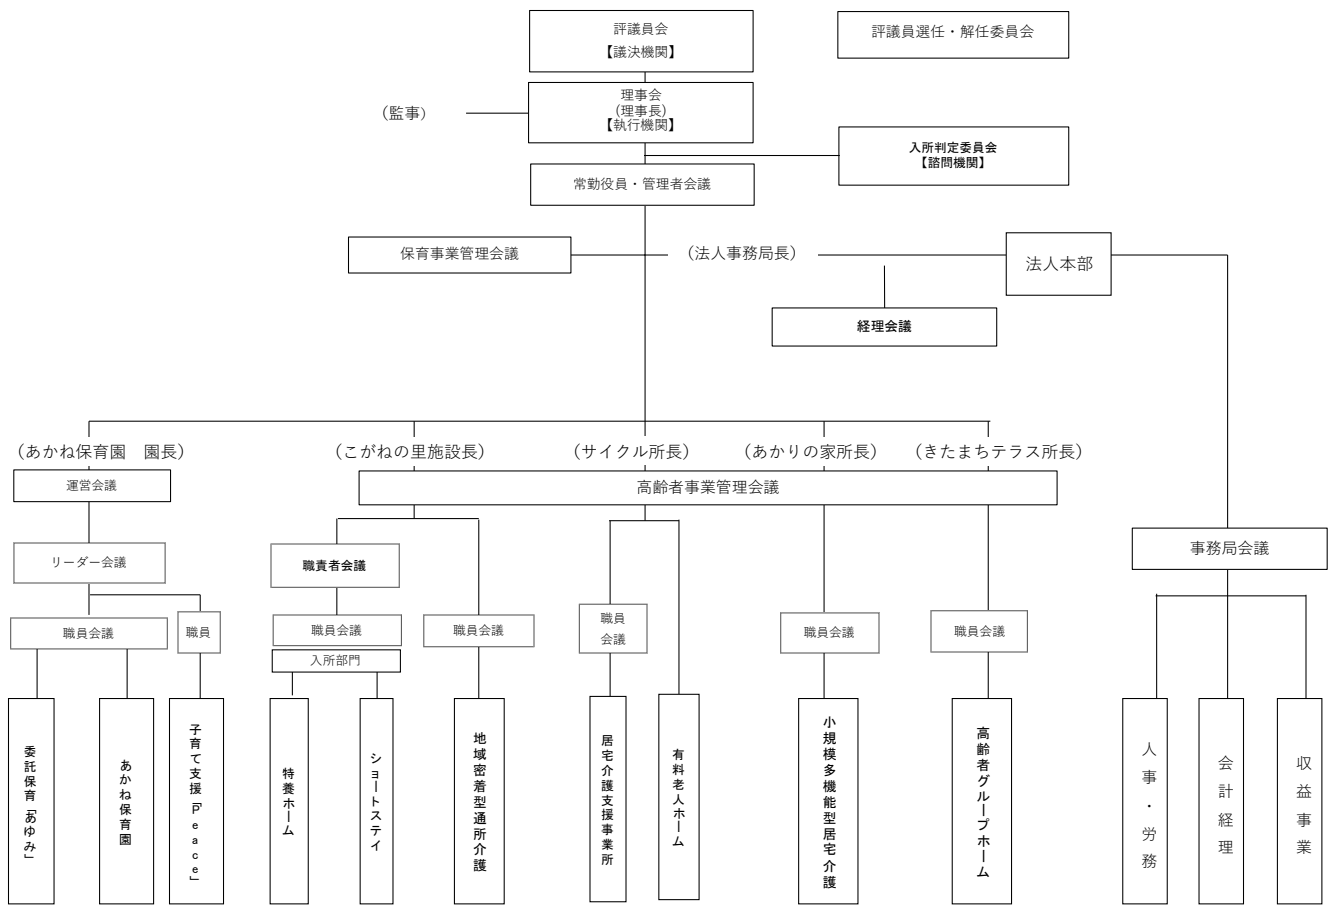 評議員会
【議決機関】
評議員選任・解任委員会
理事会
(理事長)
【執行機関】
（監事）
入所判定委員会
【諮問機関】
常勤役員・管理者会議
保育事業管理会議
（法人事務局長）
法人本部
経理会議
（あかね保育園　園長）
（こがねの里施設長）
（サイクル所長）
（あかりの家所長）
（きたまちテラス所長）
運営会議
高齢者事業管理会議
リーダー会議
職責者会議
事務局会議
職員会議
職員
職員会議
入所部門
職員会議
職員
会議
職員会議
職員会議
委託保育「あゆみ」
あかね保育園
子育て支援「Peace」
特養ホーム
ショートステイ
地域密着型通所介護
居宅介護支援事業所
有料老人ホーム
小規模多機能型居宅介護
高齢者グループホーム
人事・労務
会計経理
収益事業